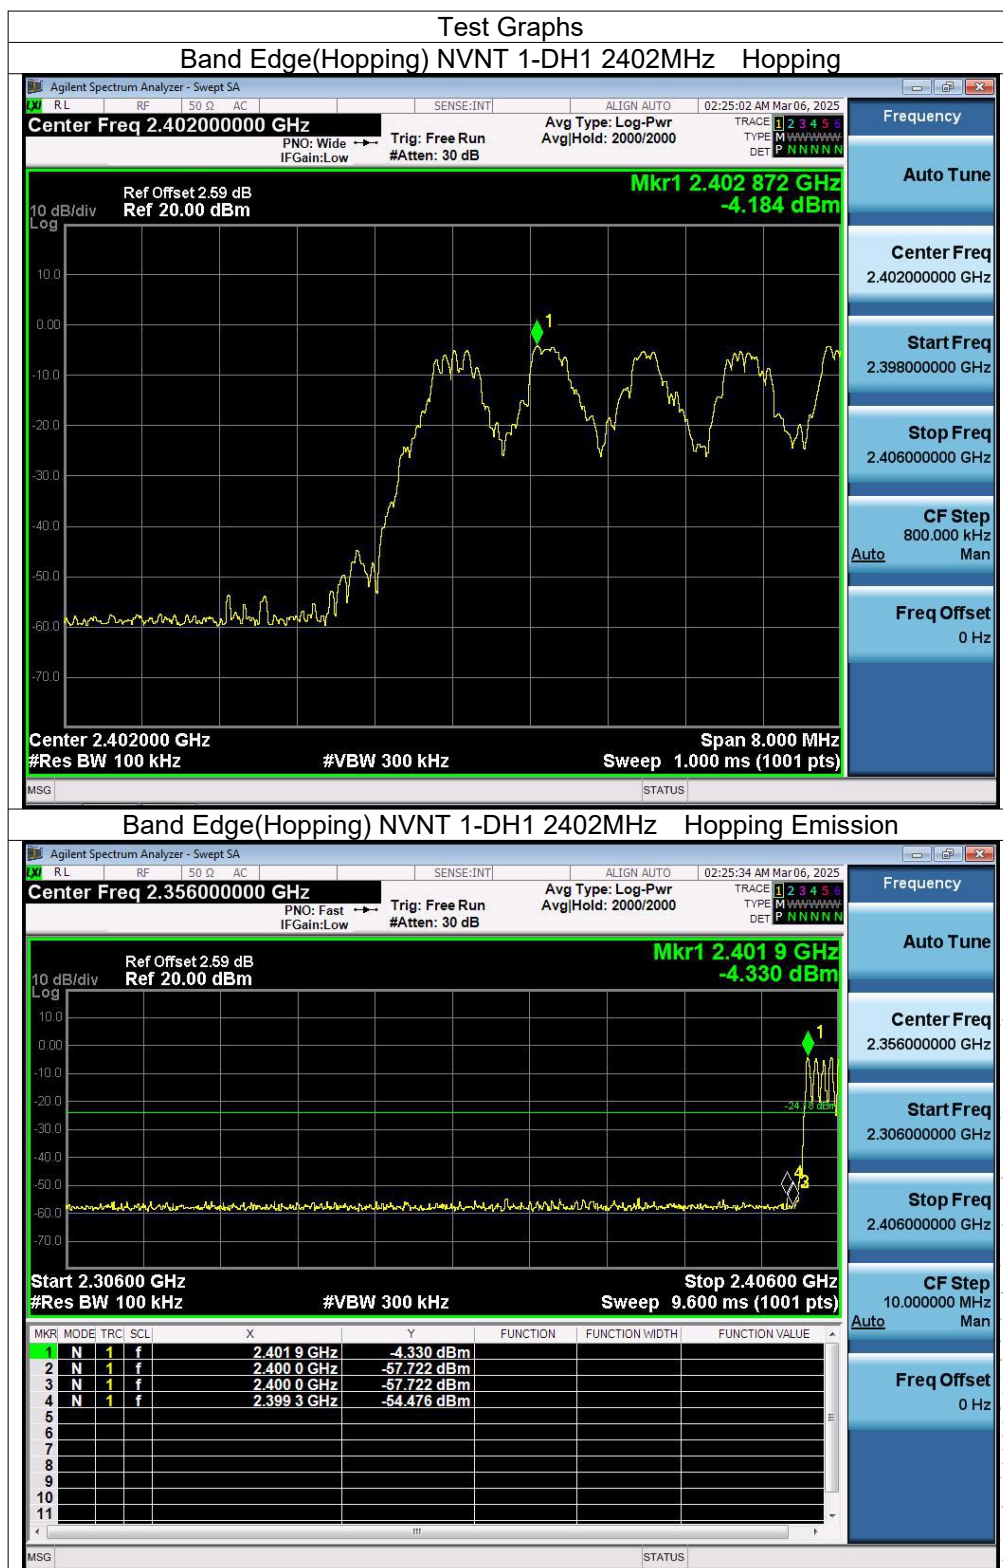 Test Graphs
Band Edge(Hopping) NVNT 1-DH1 2402MHz Hopping
Agilent Spectrum Analyzer - Swept SA
LXI RL RF 50 Ω AC SENSE:INT ALIGN AUTO 02:25:02 AM Mar 06, 2025
Center Freq 2.402000000 GHz
PNO: Wide
IFGain:Low
Trig: Free Run
#Atten: 30 dB
Avg Type: Log-Pwr
Avg|Hold: 2000/2000
TRACE 1 2 3 4 5 6
TYPE M W W W W W
DET P N N N N N
Frequency
Auto Tune
Center Freq
2.402000000 GHz
Start Freq
2.398000000 GHz
Stop Freq
2.406000000 GHz
CF Step
800.000 kHz
Auto Man
Freq Offset
0 Hz
Mkr1 2.402 872 GHz
-4.184 dBm
Ref Offset 2.59 dB
10 dB/div Ref 20.00 dBm
Log
10.0
0.00
-10.0
-20.0
-30.0
-40.0
-50.0
-60.0
-70.0
1
Center 2.402000 GHz Span 8.000 MHz
#Res BW 100 kHz #VBW 300 kHz Sweep 1.000 ms (1001 pts)
MSG STATUS
Band Edge(Hopping) NVNT 1-DH1 2402MHz Hopping Emission
Agilent Spectrum Analyzer - Swept SA
LXI RL RF 50 Ω AC SENSE:INT ALIGN AUTO 02:25:34 AM Mar 06, 2025
Center Freq 2.356000000 GHz
PNO: Fast
IFGain:Low
Trig: Free Run
#Atten: 30 dB
Avg Type: Log-Pwr
Avg|Hold: 2000/2000
TRACE 1 2 3 4 5 6
TYPE M W W W W W
DET P N N N N N
Frequency
Auto Tune
Center Freq
2.356000000 GHz
Start Freq
2.306000000 GHz
Stop Freq
2.406000000 GHz
CF Step
10.000000 MHz
Auto Man
Freq Offset
0 Hz
Mkr1 2.401 9 GHz
-4.330 dBm
Ref Offset 2.59 dB
10 dB/div Ref 20.00 dBm
Log
10.0
0.00
-10.0
-20.0
-30.0
-40.0
-50.0
-60.0
-70.0
1
-24.18 dBm
4
Start 2.30600 GHz Stop 2.40600 GHz
#Res BW 100 kHz #VBW 300 kHz Sweep 9.600 ms (1001 pts)
MKR MODE TRC SCL X Y FUNCTION FUNCTION WIDTH FUNCTION VALUE
1 N 1 f 2.401 9 GHz -4.330 dBm
2 N 1 f 2.400 0 GHz -57.722 dBm
3 N 1 f 2.400 0 GHz -57.722 dBm
4 N 1 f 2.399 3 GHz -54.476 dBm
5
6
7
8
9
10
11
MSG STATUS